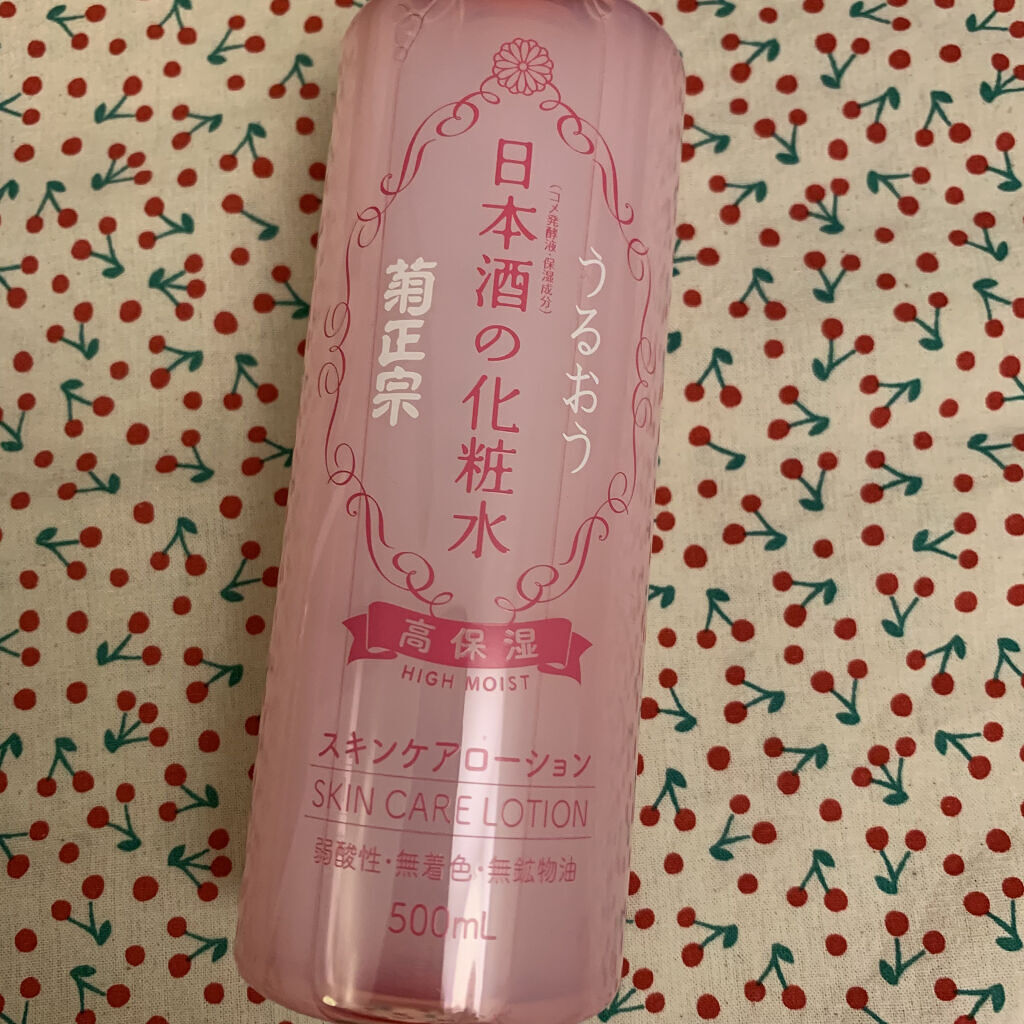 うるおう
日本酒の化粧水
(コメ発酵液・保湿成分)
菊正宗
高保湿
HIGH MOIST
スキンケアローション
SKIN CARE LOTION
弱酸性・無着色・無鉱物油
500mL